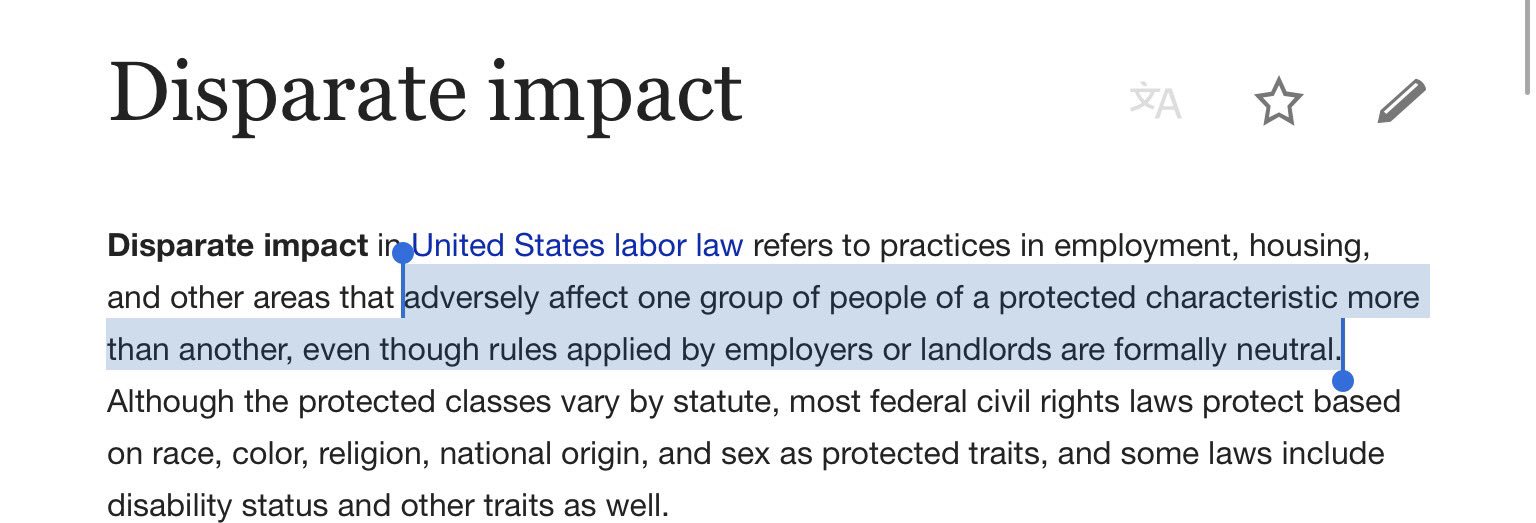 Disparate impact
文A
Disparate impact in United States labor law refers to practices in employment, housing,
and other areas that adversely affect one group of people of a protected characteristic more
than another, even though rules applied by employers or landlords are formally neutral.
Although the protected classes vary by statute, most federal civil rights laws protect based
on race, color, religion, national origin, and sex as protected traits, and some laws include
disability status and other traits as well.